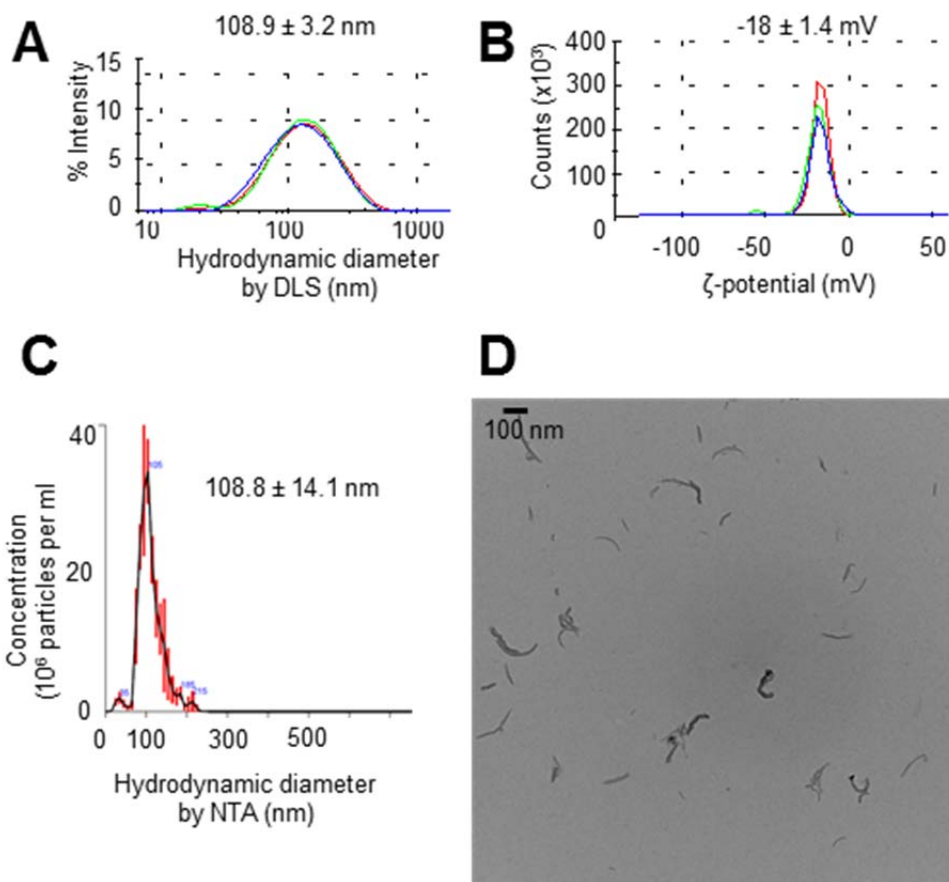 A
108.9 ± 3.2 nm
% Intensity
15
10
5
0
10
100
1000
Hydrodynamic diameter
by DLS (nm)
B
-18 ± 1.4 mV
Counts (x10³)
400
300
200
100
0
-100
-50
0
50
ζ-potential (mV)
C
108.8 ± 14.1 nm
Concentration
(10⁶ particles per ml
40
20
0
105
185
215
0
100
300
500
Hydrodynamic diameter
by NTA (nm)
D
100 nm